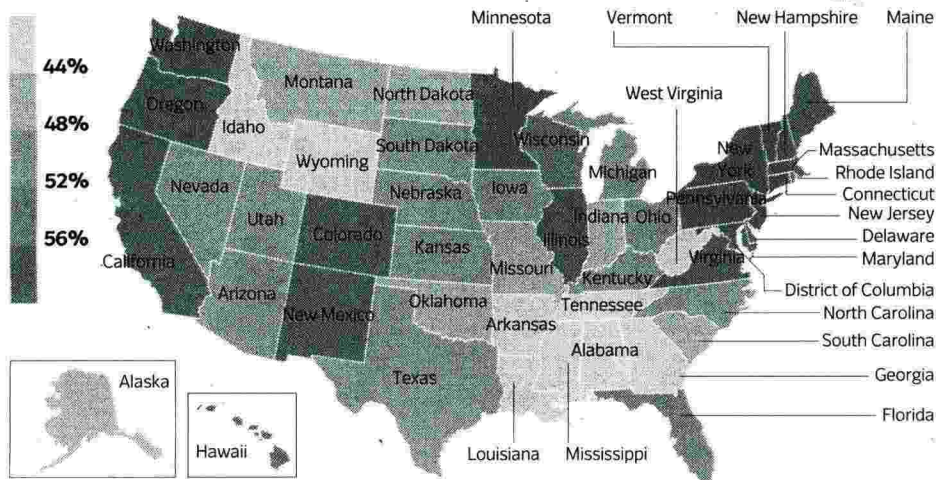 Minnesota Vermont New Hampshire Maine
44%
48%
52%
56%
Washington
Oregon
California
Nevada
Idaho
Montana
Wyoming
Utah
Arizona
Colorado
New Mexico
North Dakota
South Dakota
Nebraska
Kansas
Oklahoma
Texas
Iowa
Missouri
Arkansas
Wisconsin
Illinois
Michigan
Indiana
Ohio
Kentucky
Tennessee
Alabama
West Virginia
Virginia
Pennsylvania
New
York
Massachusetts
Rhode Island
Connecticut
New Jersey
Delaware
Maryland
District of Columbia
North Carolina
South Carolina
Georgia
Florida
Alaska
Hawaii
Louisiana Mississippi